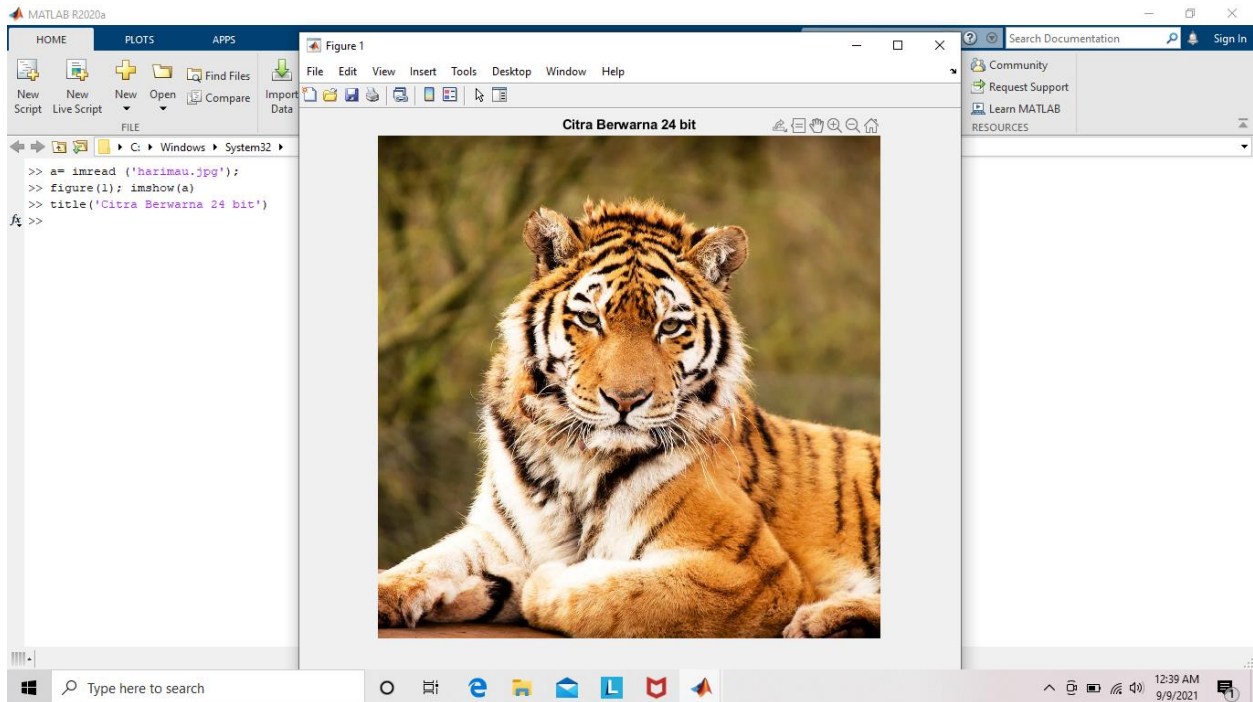 MATLAB R2020a
HOME PLOTS APPS
Search Documentation
Sign In
New Script
New Live Script
New
Open
Find Files
Compare
Import Data
FILE
Community
Request Support
Learn MATLAB
RESOURCES
C: Windows System32
>> a= imread ('harimau.jpg');
>> figure(1); imshow(a)
>> title('Citra Berwarna 24 bit')
fx >>
Figure 1
File Edit View Insert Tools Desktop Window Help
Citra Berwarna 24 bit
Type here to search
12:39 AM
9/9/2021